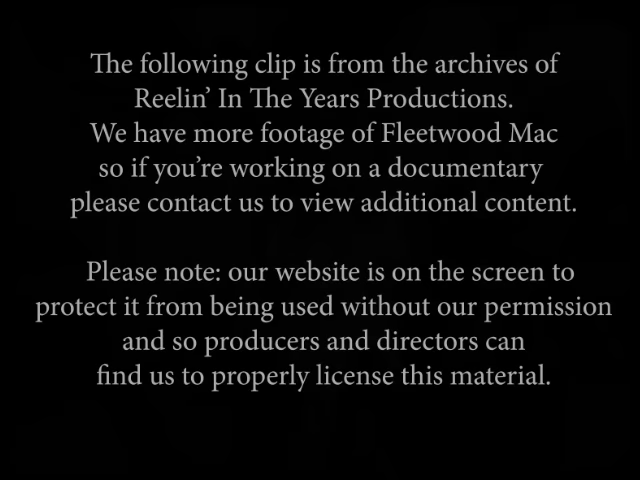 The following clip is from the archives of
Reelin’ In The Years Productions.
We have more footage of Fleetwood Mac
so if you’re working on a documentary
please contact us to view additional content.
Please note: our website is on the screen to
protect it from being used without our permission
and so producers and directors can
find us to properly license this material.